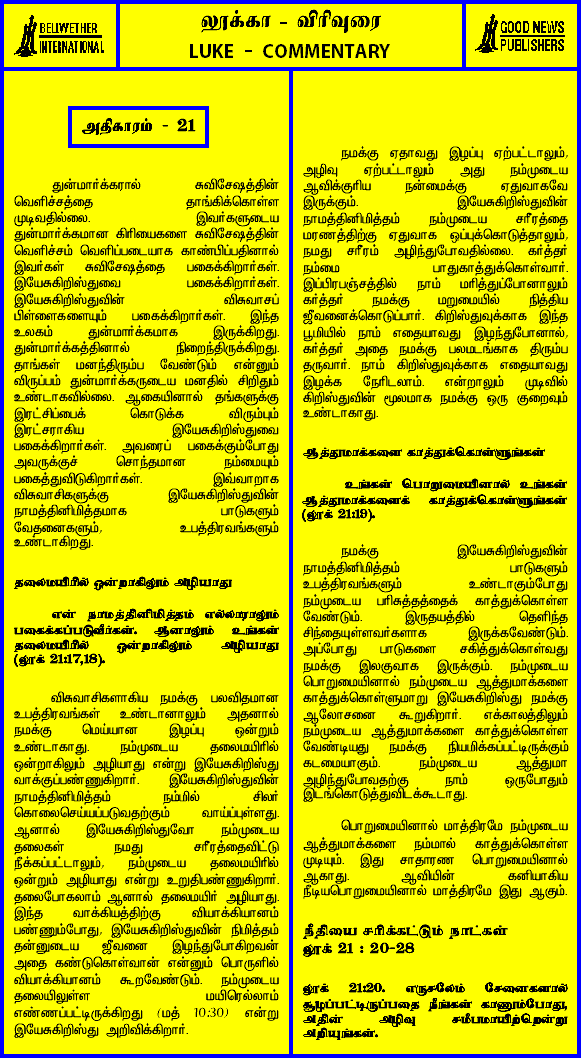 BELWETHER
INTERNATIONAL
லூக்கா - விரிவுரை
LUKE - COMMENTARY
GOOD NEWS
PUBLISHERS
அதிகாரம் - 21
துன்மார்க்கரால் சுவிசேஷத்தின்
வெளிச்சத்தை தாங்கிக்கொள்ள
முடிவதில்லை. இவர்களுடைய
துன்மார்க்கமான கிரியைகளை சுவிசேஷத்தின்
வெளிச்சம் வெளிப்படையாக காண்பிப்பதினால்
இவர்கள் சுவிசேஷத்தை பகைக்கிறார்கள்.
இயேசுகிறிஸ்துவை பகைக்கிறார்கள்.
இயேசுகிறிஸ்துவின் விசுவாசப்
பிள்ளைகளையும் பகைக்கிறார்கள். இந்த
உலகம் துன்மார்க்கமாக இருக்கிறது.
துன்மார்க்கத்தினால் நிறைந்திருக்கிறது.
தாங்கள் மனந்திரும்ப வேண்டும் என்னும்
விருப்பம் துன்மார்க்கருடைய மனதில் சிறிதும்
உண்டாகவில்லை. ஆகையினால் தங்களுக்கு
இரட்சிப்பைக் கொடுக்க விரும்பும்
இரட்சராகிய இயேசுகிறிஸ்துவை
பகைக்கிறார்கள். அவரைப் பகைக்கும்போது
அவருக்குச் சொந்தமான நம்மையும்
பகைத்துவிடுகிறார்கள். இவ்வாறாக
விசுவாசிகளுக்கு இயேசுகிறிஸ்துவின்
நாமத்தினிமித்தமாக பாடுகளும்
வேதனைகளும், உபத்திரவங்களும்
உண்டாகிறது.
தலைமயிரில் ஒன்றாகிலும் அழியாது
என் நாமத்தினிமித்தம் எல்லாராலும்
பகைக்கப்படுவீர்கள். ஆனாலும் உங்கள்
தலைமயிரில் ஒன்றாகிலும் அழியாது
(லூக் 21:17,18).
விசுவாசிகளாகிய நமக்கு பலவிதமான
உபத்திரவங்கள் உண்டானாலும் அதனால்
நமக்கு மெய்யான இழப்பு ஒன்றும்
உண்டாகாது. நம்முடைய தலைமயிரில்
ஒன்றாகிலும் அழியாது என்று இயேசுகிறிஸ்து
வாக்குப்பண்ணுகிறார். இயேசுகிறிஸ்துவின்
நாமத்தினிமித்தம் நம்மில் சிலர்
கொலைசெய்யப்படுவதற்கும் வாய்ப்புள்ளது.
ஆனால் இயேசுகிறிஸ்துவோ நம்முடைய
தலைகள் நமது சரீரத்தைவிட்டு
நீக்கப்பட்டாலும், நம்முடைய தலைமயிரில்
ஒன்றும் அழியாது என்று உறுதிபண்ணுகிறார்.
தலைபோகலாம் ஆனால் தலைமயிர் அழியாது.
இந்த வாக்கியத்திற்கு வியாக்கியானம்
பண்ணும்போது, இயேசுகிறிஸ்துவின் நிமித்தம்
தன்னுடைய ஜீவனை இழந்துபோகிறவன்
அதை கண்டுகொள்வான் என்னும் பொருளில்
வியாக்கியானம் கூறவேண்டும். நம்முடைய
தலையிலுள்ள மயிரெல்லாம்
எண்ணப்பட்டிருக்கிறது (மத் 10:30) என்று
இயேசுகிறிஸ்து அறிவிக்கிறார்.
நமக்கு ஏதாவது இழப்பு ஏற்பட்டாலும்,
அழிவு ஏற்பட்டாலும் அது நம்முடைய
ஆவிக்குரிய நன்மைக்கு ஏதுவாகவே
இருக்கும். இயேசுகிறிஸ்துவின்
நாமத்தினிமித்தம் நம்முடைய சரீரத்தை
மரணத்திற்கு ஏதுவாக ஒப்புக்கொடுத்தாலும்,
நமது சரீரம் அழிந்துபோவதில்லை. கர்த்தர்
நம்மை பாதுகாத்துக்கொள்வார்.
இப்பிரபஞ்சத்தில் நாம் மரித்துப்போனாலும்
கர்த்தர் நமக்கு மறுமையில் நித்திய
ஜீவனைக்கொடுப்பார். கிறிஸ்துவுக்காக இந்த
பூமியில் நாம் எதையாவது இழந்துபோனால்,
கர்த்தர் அதை நமக்கு பலமடங்காக திரும்ப
தருவார். நாம் கிறிஸ்துவுக்காக எதையாவது
இழக்க நேரிடலாம். என்றாலும் முடிவில்
கிறிஸ்துவின் மூலமாக நமக்கு ஒரு குறைவும்
உண்டாகாது.
ஆத்துமாக்களை காத்துக்கொள்ளுங்கள்
உங்கள் பொறுமையினால் உங்கள்
ஆத்துமாக்களைக் காத்துக்கொள்ளுங்கள்
(லூக் 21:19).
நமக்கு இயேசுகிறிஸ்துவின்
நாமத்தினிமித்தம் பாடுகளும்
உபத்திரவங்களும் உண்டாகும்போது
நம்முடைய பரிசுத்தத்தைக் காத்துக்கொள்ள
வேண்டும். இருதயத்தில் தெளிந்த
சிந்தையுள்ளவர்களாக இருக்கவேண்டும்.
அப்போது பாடுகளை சகித்துக்கொள்வது
நமக்கு இலகுவாக இருக்கும். நம்முடைய
பொறுமையினால் நம்முடைய ஆத்துமாக்களை
காத்துக்கொள்ளுமாறு இயேசுகிறிஸ்து நமக்கு
ஆலோசனை கூறுகிறார். எக்காலத்திலும்
நம்முடைய ஆத்துமாக்களை காத்துக்கொள்ள
வேண்டியது நமக்கு நியமிக்கப்பட்டிருக்கும்
கடமையாகும். நம்முடைய ஆத்துமா
அழிந்துபோவதற்கு நாம் ஒருபோதும்
இடங்கொடுத்துவிடக்கூடாது.
பொறுமையினால் மாத்திரமே நம்முடைய
ஆத்துமாக்களை நம்மால் காத்துக்கொள்ள
முடியும். இது சாதாரண பொறுமையினால்
ஆகாது. ஆவியின் கனியாகிய
நீடியபொறுமையினால் மாத்திரமே இது ஆகும்.
நீதியை சரிக்கட்டும் நாட்கள்
லூக் 21 : 20-28
லூக் 21:20. எருசலேம் சேனைகளால்
சூழப்பட்டிருப்பதை நீங்கள் காணும்போது,
அதின் அழிவு சமீபமாயிற்றென்று
அறியுங்கள்.